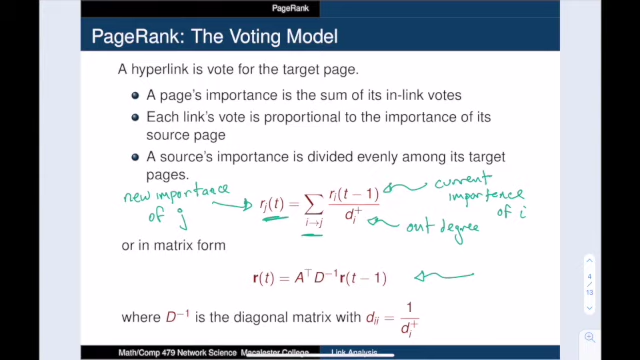 PageRank
PageRank: The Voting Model
A hyperlink is vote for the target page.
A page's importance is the sum of its in-link votes
Each link's vote is proportional to the importance of its
source page
A source's importance is divided evenly among its target
pages.
new importance
of j
r_j(t) = ∑_{i→j} r_i(t − 1) / d_i^+
current
importance
of i
out degree
or in matrix form
r(t) = A^⊤ D^{−1} r(t − 1)
where D^{−1} is the diagonal matrix with d_{ii} = 1 / d_i^+
4
/
13
Math/Comp 479 Network Science Macalester College Link Analysis